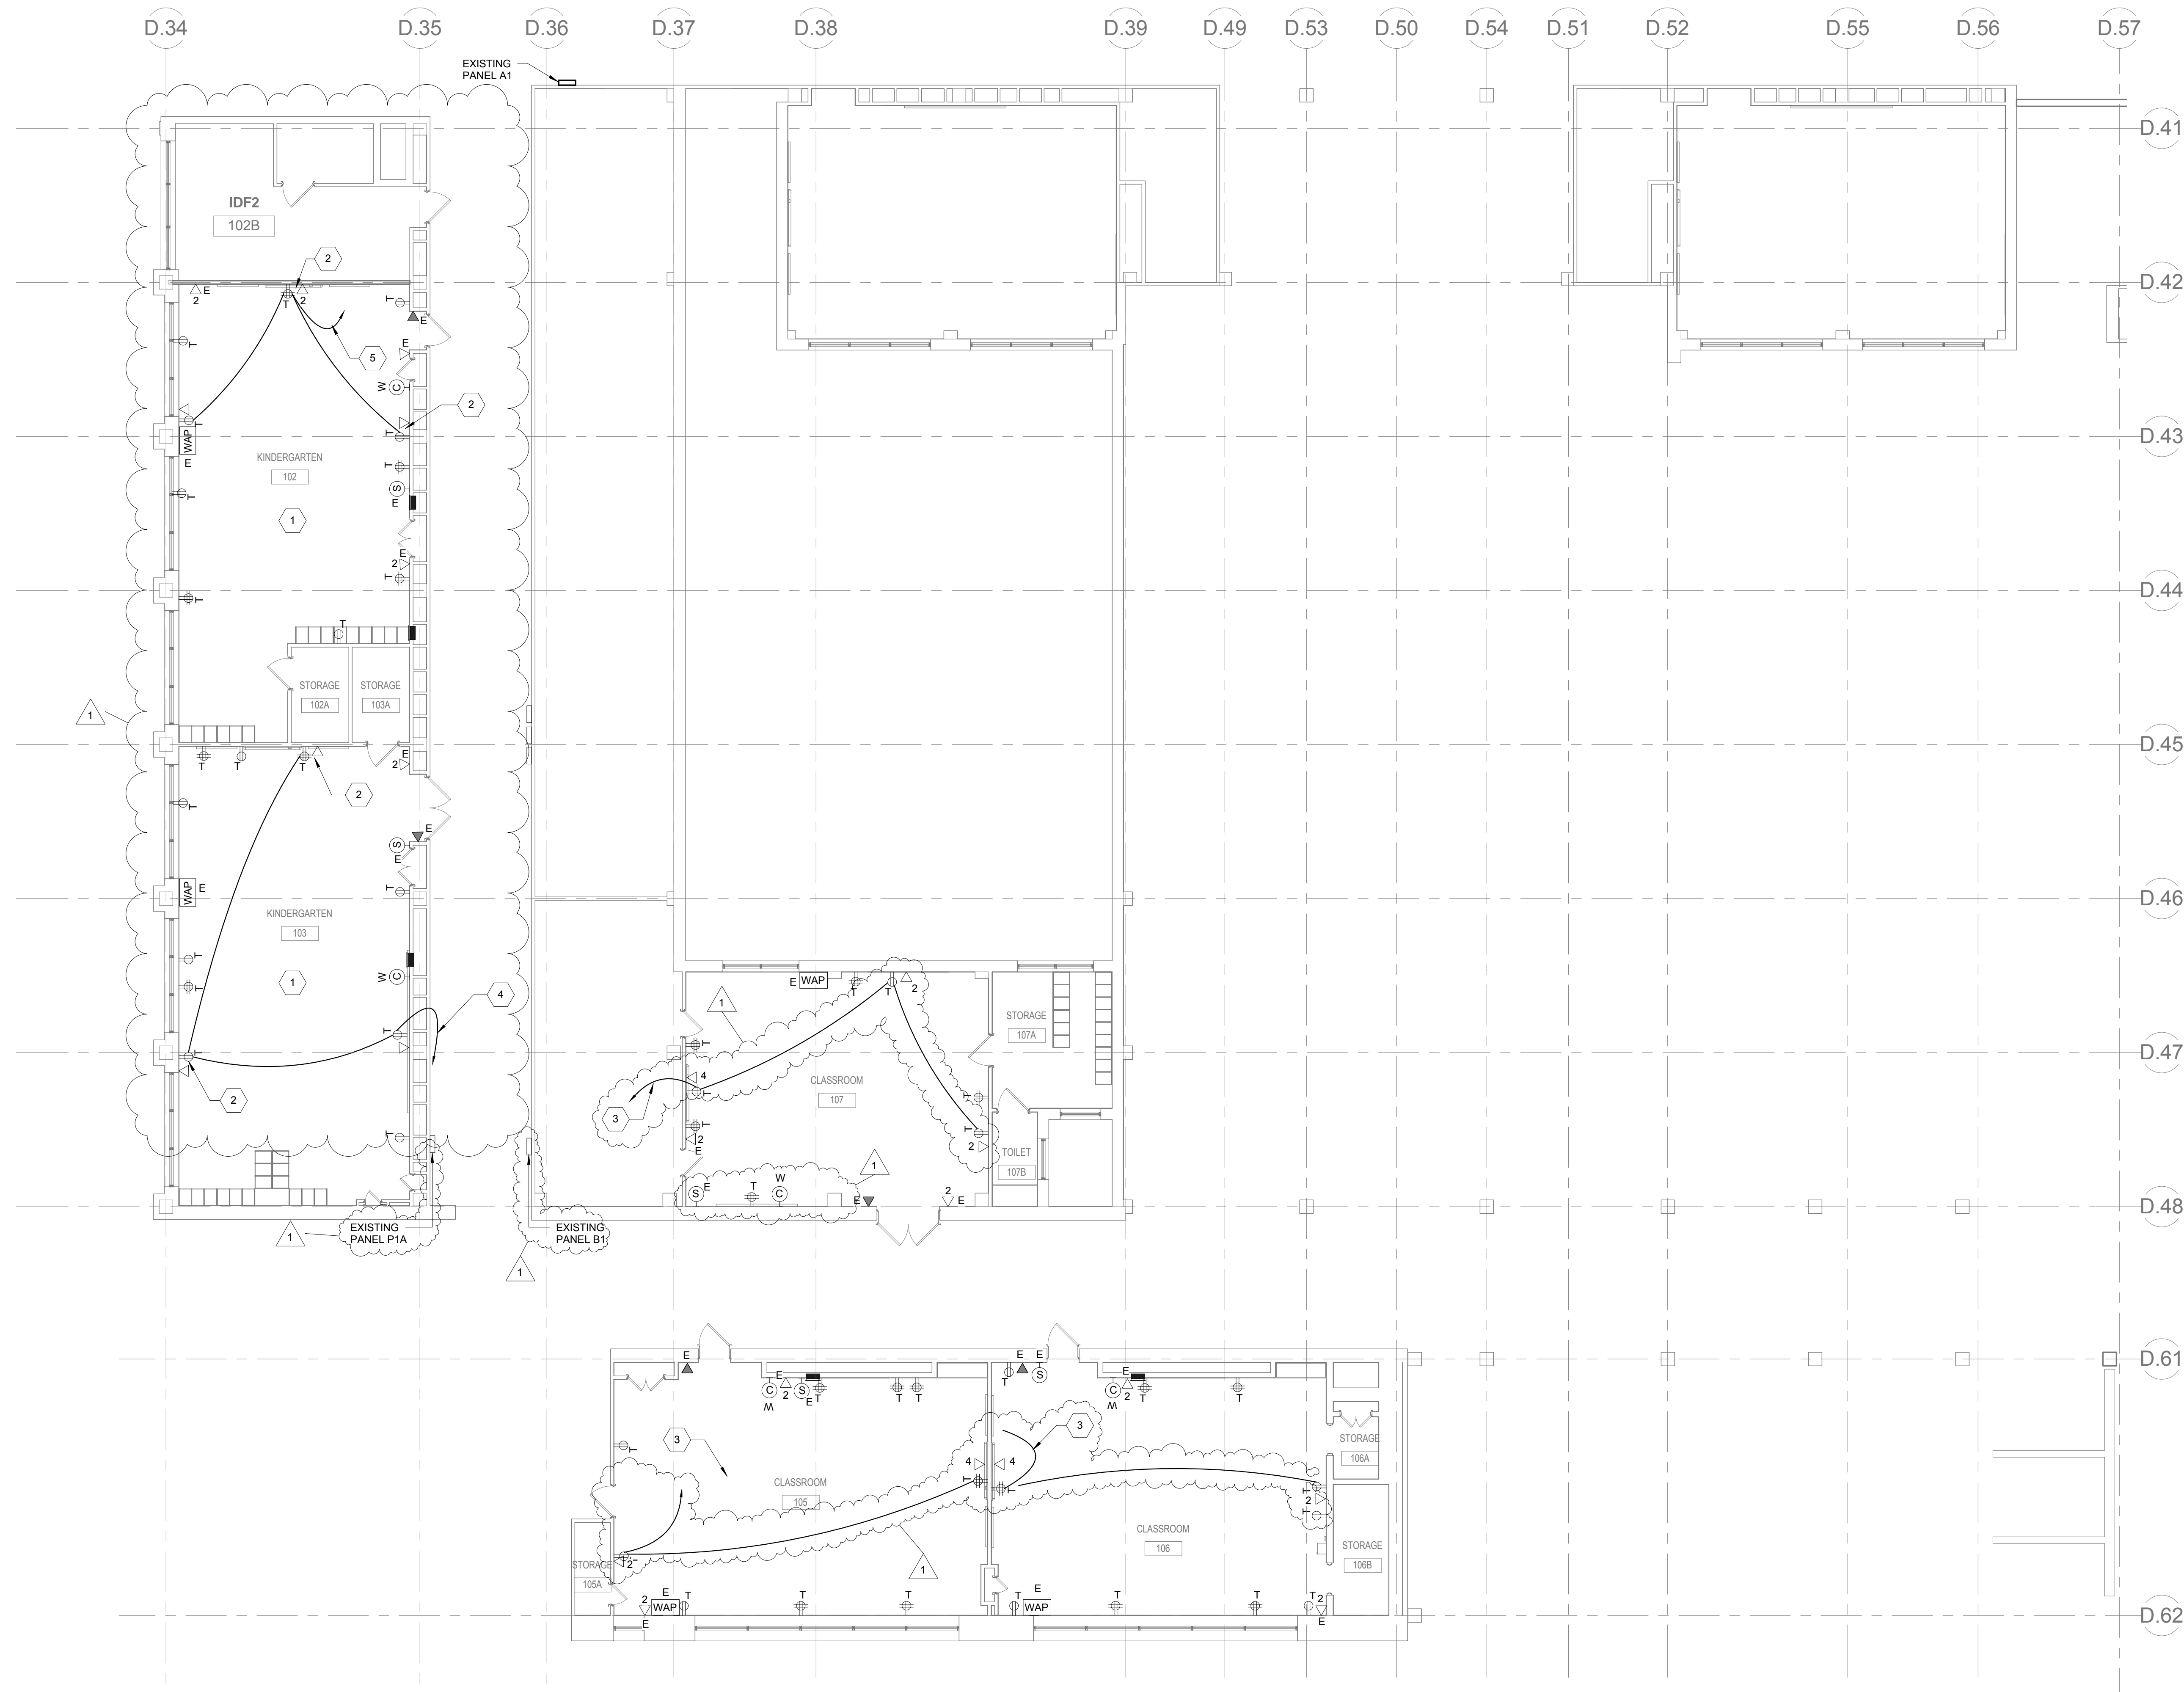 D.34 D.35 D.36 D.37 D.38 D.39 D.49 D.53 D.50 D.54 D.51 D.52 D.55 D.56 D.57
EXISTING
PANEL A1
D.41
IDF2
102B
2
D.42
2 E T 2 T
E
T
5
E
W C
2
T T
WAP
E
D.43
KINDERGARTEN
102
T
T
S
E
1
E
2
T
T
D.44
T
STORAGE STORAGE
102A 103A
1
D.45
T T T
E
2
2
T
E
S
E
WAP E
T
D.46
KINDERGARTEN
103
T
W C
E WAP T T 2
1
1
T
4
STORAGE
107A
T
T
T
D.47
4
T
CLASSROOM
107
2
3
T
T
2
E
T
2
TOILET
107B
T
1
S E T W C E 2 E
D.48
EXISTING
PANEL P1A
1
EXISTING
PANEL B1
1
E E E
T S
D.61
C W E 2 S E T T T
C W E 2 T T
3
3
T
STORAGE
106A
4 4
CLASSROOM
105
T T
T
2
T
CLASSROOM
106
STORAGE
105A
2
1
STORAGE
106B
2 E WAP T T T
E
T E WAP T T T 2
E
D.62